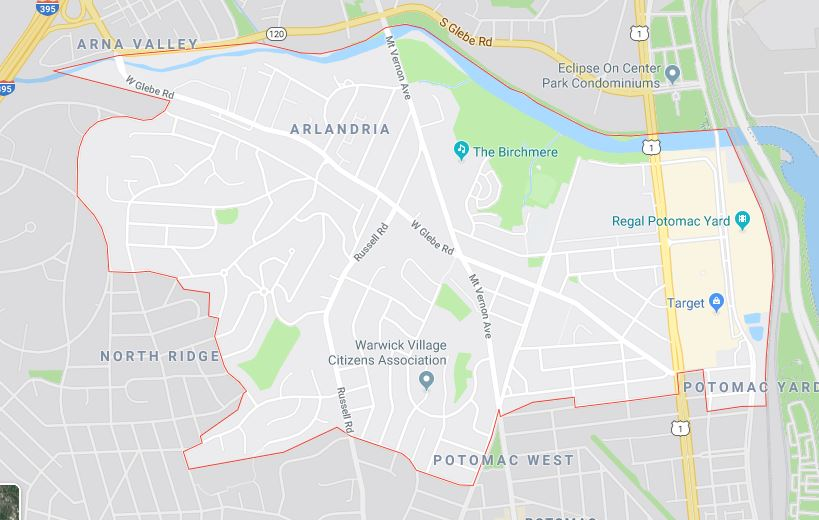 395
120
S Glebe Rd
1
ARNA VALLEY
Mt Vernon Ave
Eclipse On Center
Park Condominiums
395
W Glebe Rd
ARLANDRIA
The Birchmere
1
Regal Potomac Yard
Russell Rd
W Glebe Rd
Mt Vernon Ave
Target
Warwick Village
Citizens Association
NORTH RIDGE
POTOMAC YARD
Russell Rd
1
POTOMAC WEST
POTOMAC